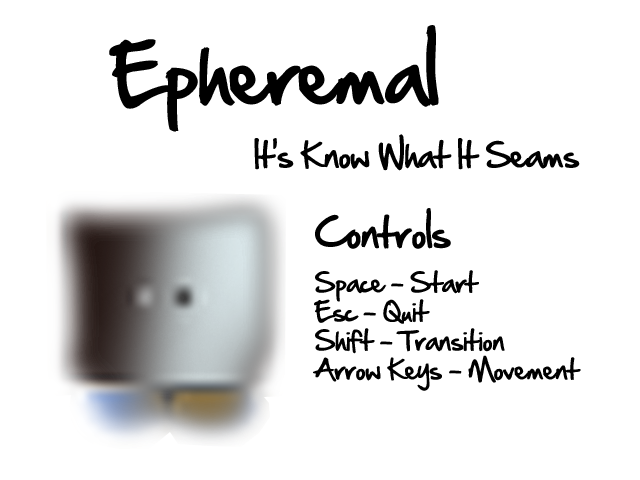 Epheremal
It's Know What It Seams
Controls
Space - Start
Esc - Quit
Shift - Transition
Arrow Keys - Movement